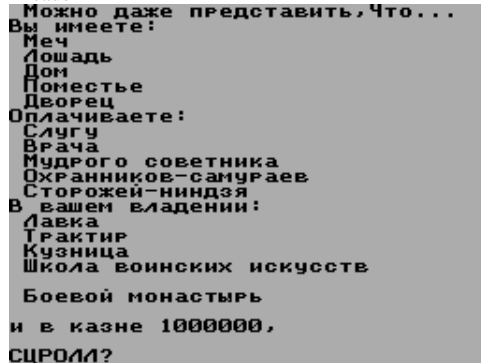 Можно даже представить,Что...
Вы имеете:
Меч
Лошадь
Дом
Поместье
Дворец
Оплачиваете:
Слугу
Врача
Мудрого советника
Охранников-самураев
Сторожей-ниндзя
В вашем владении:
Лавка
Трактир
Кузница
Школа воинских искусств
Боевой монастырь
и в казне 1000000,
СЦРОЛЛ?